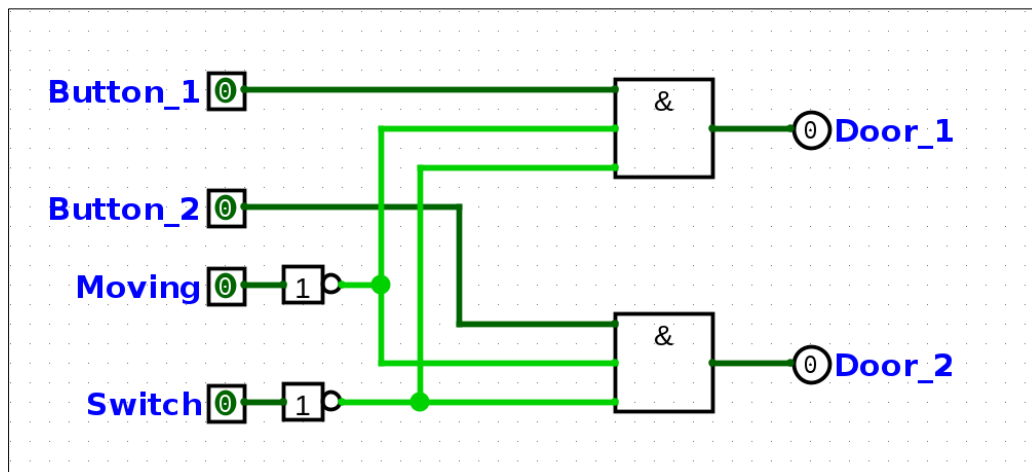 Button_1 0 &
0 Door_1
Button_2 0
Moving 0 1
&
0 Door_2
Switch 0 1